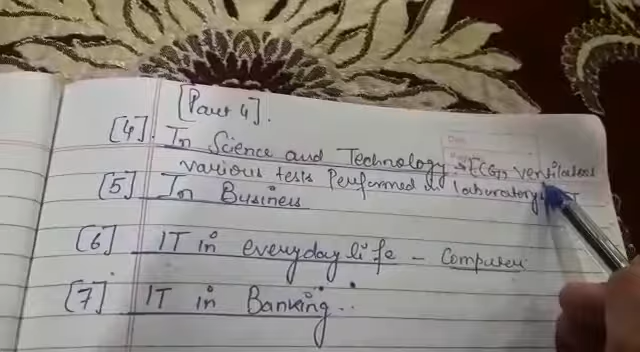 [Part 4].
[4] In Science and Technology → ECG, Ventilators
various tests Performed in laboratory
[5] In Business
[6] IT in everyday life - Computer
[7] IT in Banking.